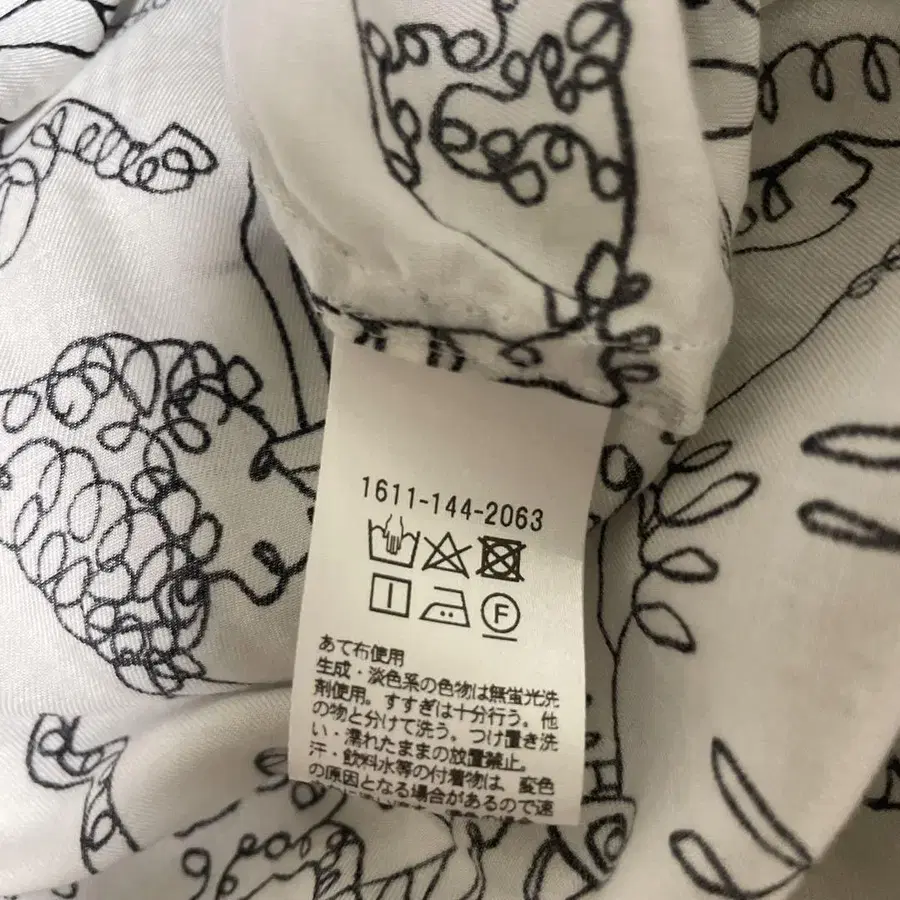 1611-144-2063
F
あて布使用
生成・淡色系の色物は無蛍光洗
剤使用。すすぎは十分行う。他
の物と分けて洗う。つけ置き洗
い・濡れたままの放置禁止。
汗・飲料水等の付着物は、変色
の原因となる場合があるので速